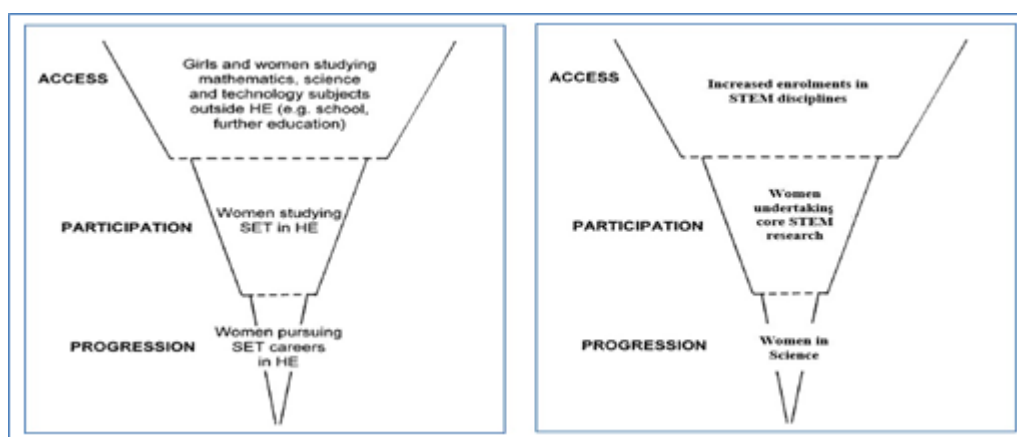 ACCESS
Girls and women studying
mathematics, science
and technology subjects
outside HE (e.g. school,
further education)
PARTICIPATION
Women studying
SET in HE
PROGRESSION
Women pursuing
SET careers
in HE
ACCESS
Increased enrolments in
STEM disciplines
PARTICIPATION
Women
undertaking
core STEM
research
PROGRESSION
Women in
Science